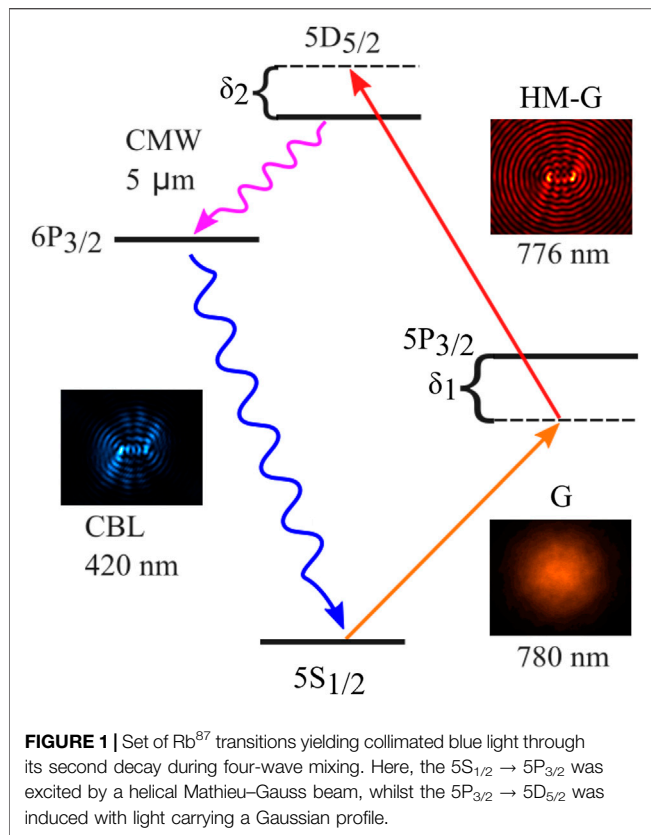 5D5/2
δ2
HM-G
CMW
5 μm
6P3/2
776 nm
5P3/2
δ1
G
CBL
420 nm
780 nm
5S1/2
FIGURE 1 | Set of Rb87 transitions yielding collimated blue light through
its second decay during four-wave mixing. Here, the 5S1/2 → 5P3/2 was
excited by a helical Mathieu–Gauss beam, whilst the 5P3/2 → 5D5/2 was
induced with light carrying a Gaussian profile.